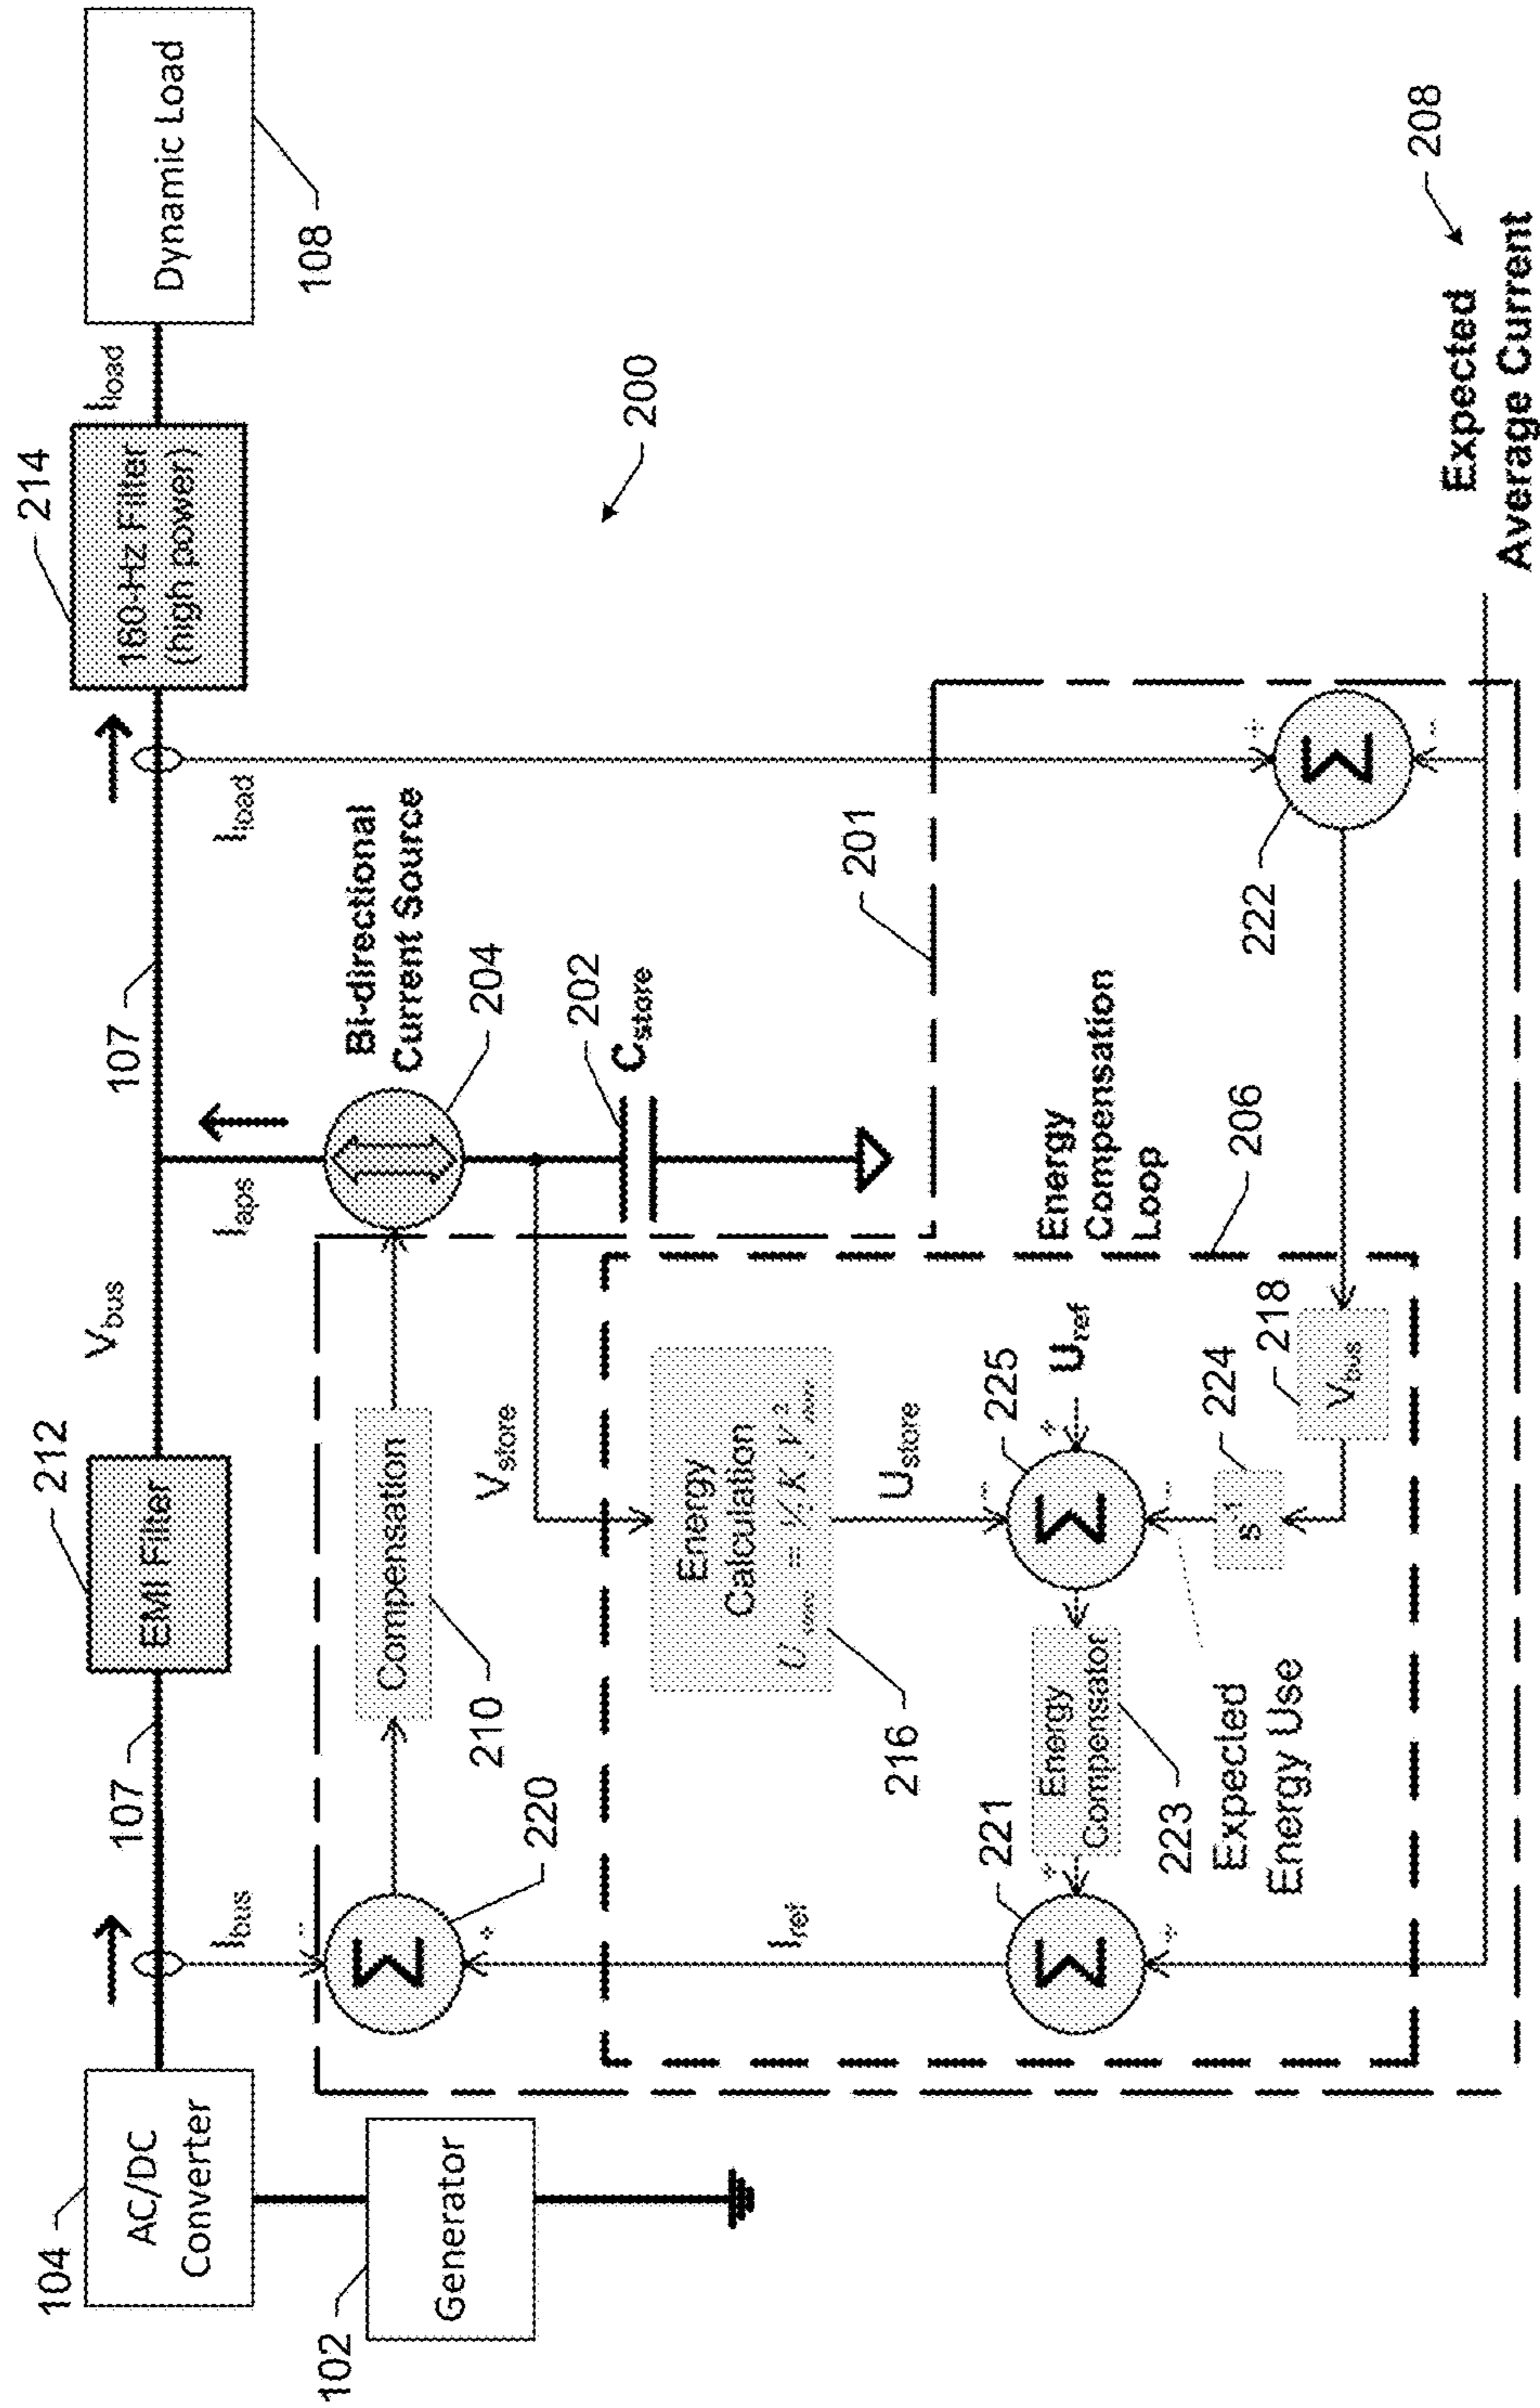 104
AC/DC
Converter
102
Generator
107
I_bus
212
EMI Filter
V_bus
107
I_aps
Bi-directional
Current Source
204
202
C_store
I_load
214
160-Hz Filter
(high power)
I_load
Dynamic Load
108
200
220
Σ
-
+
Compensation
210
V_store
201
Energy
Calculation
216
U_store
I_ref
221
Σ
+
+
Energy
Compensator
223
Expected
Energy Use
225
Σ
-
+
-
U_ref
224
s⁻¹
218
V_bus
Energy
Compensation
Loop
206
222
Σ
+
-
Expected
Average Current
208